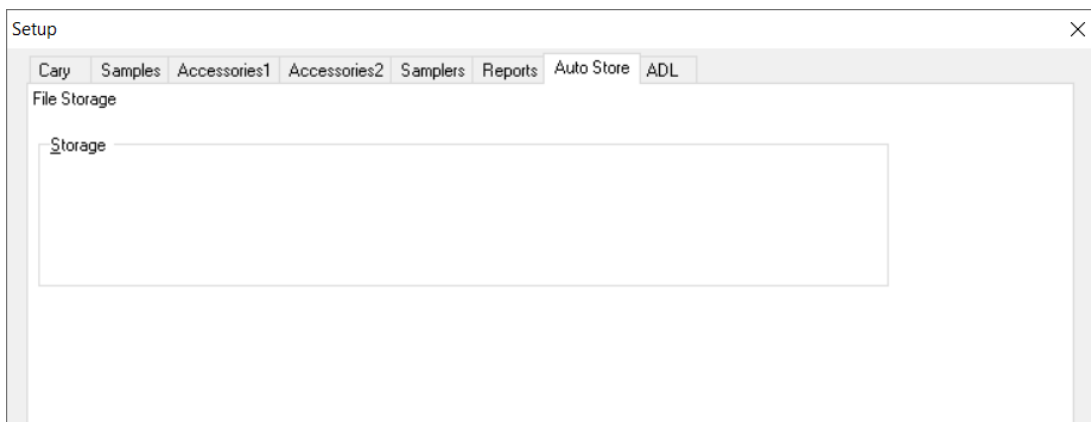 Setup
Cary Samples Accessories1 Accessories2 Samplers Reports Auto Store ADL
File Storage
Storage